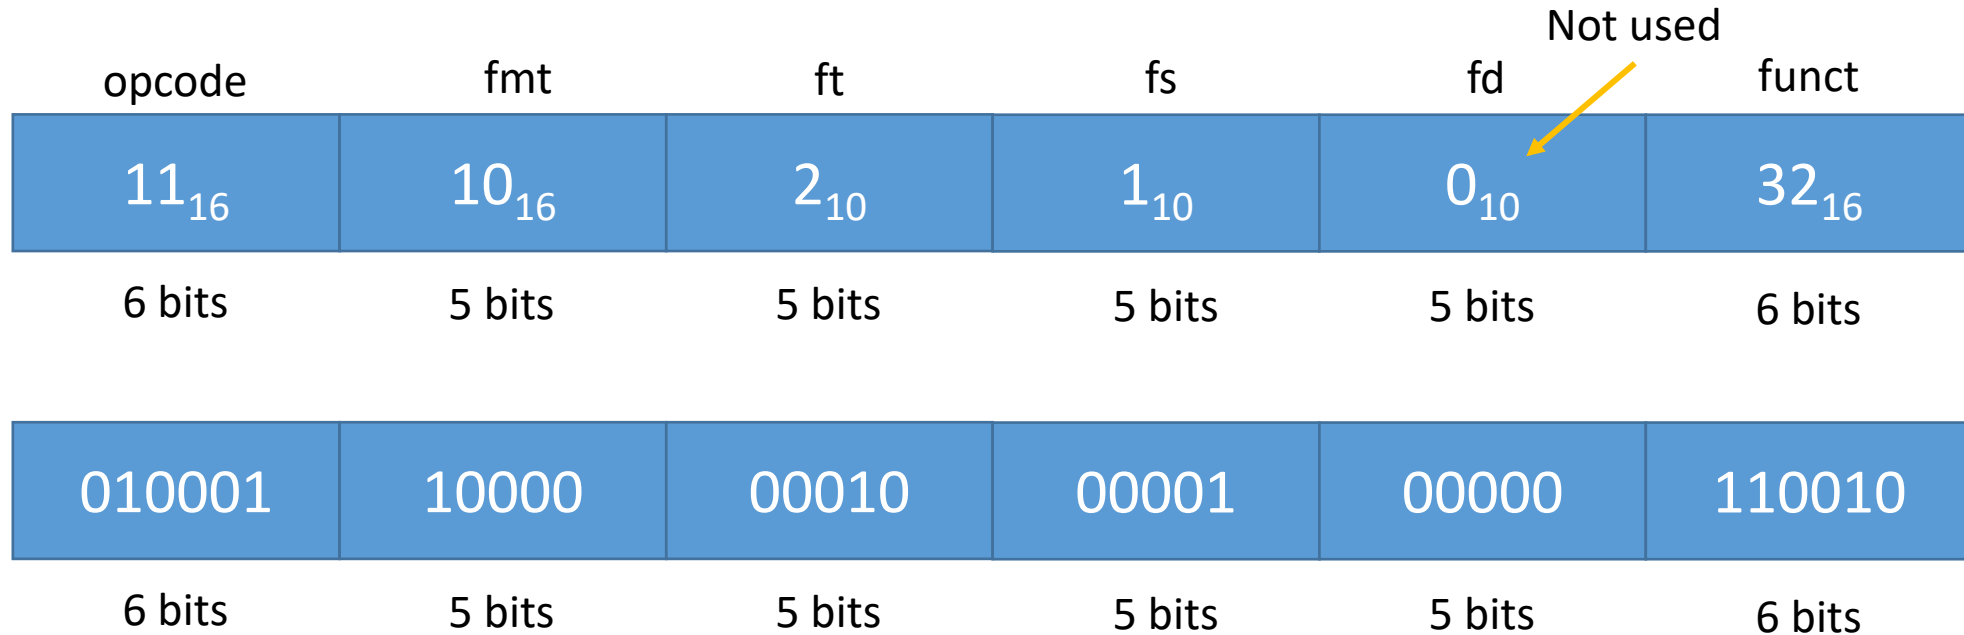 Not used
opcode fmt ft fs fd funct
11₁₆ 10₁₆ 2₁₀ 1₁₀ 0₁₀ 32₁₆
6 bits 5 bits 5 bits 5 bits 5 bits 6 bits
010001 10000 00010 00001 00000 110010
6 bits 5 bits 5 bits 5 bits 5 bits 6 bits